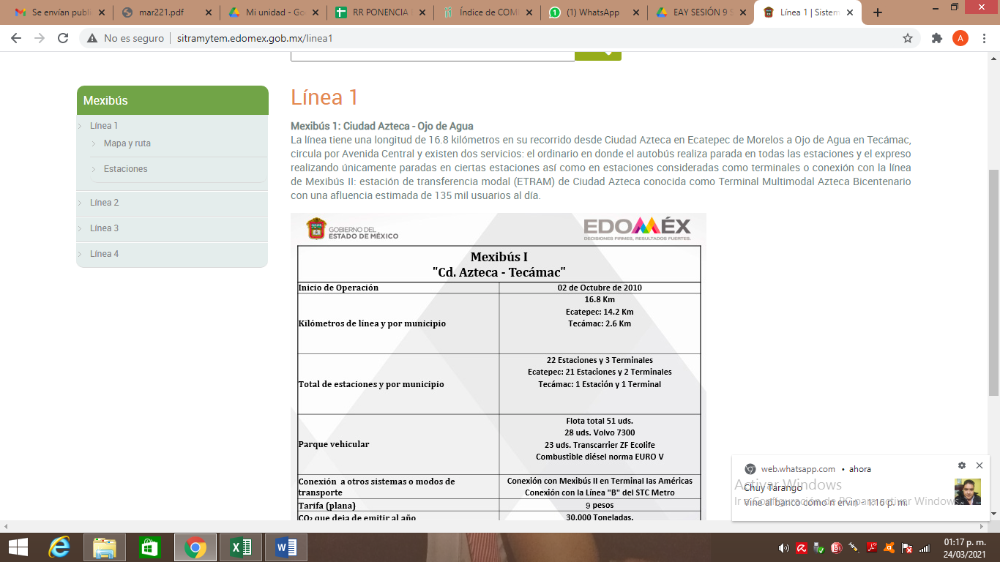 Se envían publi
mar221.pdf
Mi unidad - Go
RR PONENCIA
Índice de COMI
(1) WhatsApp
EAY SESIÓN 9 S
Línea 1 | Sistem
No es seguro
sitramytem.edomex.gob.mx/linea1
A
Mexibús
Línea 1
Mapa y ruta
Estaciones
Línea 2
Línea 3
Línea 4
Línea 1
Mexibús 1: Ciudad Azteca - Ojo de Agua
La línea tiene una longitud de 16.8 kilómetros en su recorrido desde Ciudad Azteca en Ecatepec de Morelos a Ojo de Agua en Tecámac,
circula por Avenida Central y existen dos servicios: el ordinario en donde el autobús realiza parada en todas las estaciones y el expreso
realizando únicamente paradas en ciertas estaciones así como en estaciones consideradas como terminales o conexión con la línea
de Mexibús II: estación de transferencia modal (ETRAM) de Ciudad Azteca conocida como Terminal Multimodal Azteca Bicentenario
con una afluencia estimada de 135 mil usuarios al día.
GOBIERNO DEL
ESTADO DE MÉXICO
EDOMÉX
DECISIONES FIRMES, RESULTADOS FUERTES.
Mexibús I
"Cd. Azteca - Tecámac"
Inicio de Operación
02 de Octubre de 2010
Kilómetros de línea y por municipio
16.8 Km
Ecatepec: 14.2 Km
Tecámac: 2.6 Km
Total de estaciones y por municipio
22 Estaciones y 3 Terminales
Ecatepec: 21 Estaciones y 2 Terminales
Tecámac: 1 Estación y 1 Terminal
Parque vehicular
Flota total 51 uds.
28 uds. Volvo 7300
23 uds. Transcarrier ZF Ecolife
Combustible diésel norma EURO V
Conexión a otros sistemas o modos de
transporte
Conexión con Mexibús II en Terminal las Américas
Conexión con la Línea "B" del STC Metro
Tarifa (plana)
9 pesos
CO₂ que deja de emitir al año
30,000 Toneladas.
web.whatsapp.com • ahora
Activar Windows
Chuy Tarango
Ir a Configuración de PC para activar Windows.
Vine al banco como n ervin - 1:16 p. m.
01:17 p. m.
24/03/2021